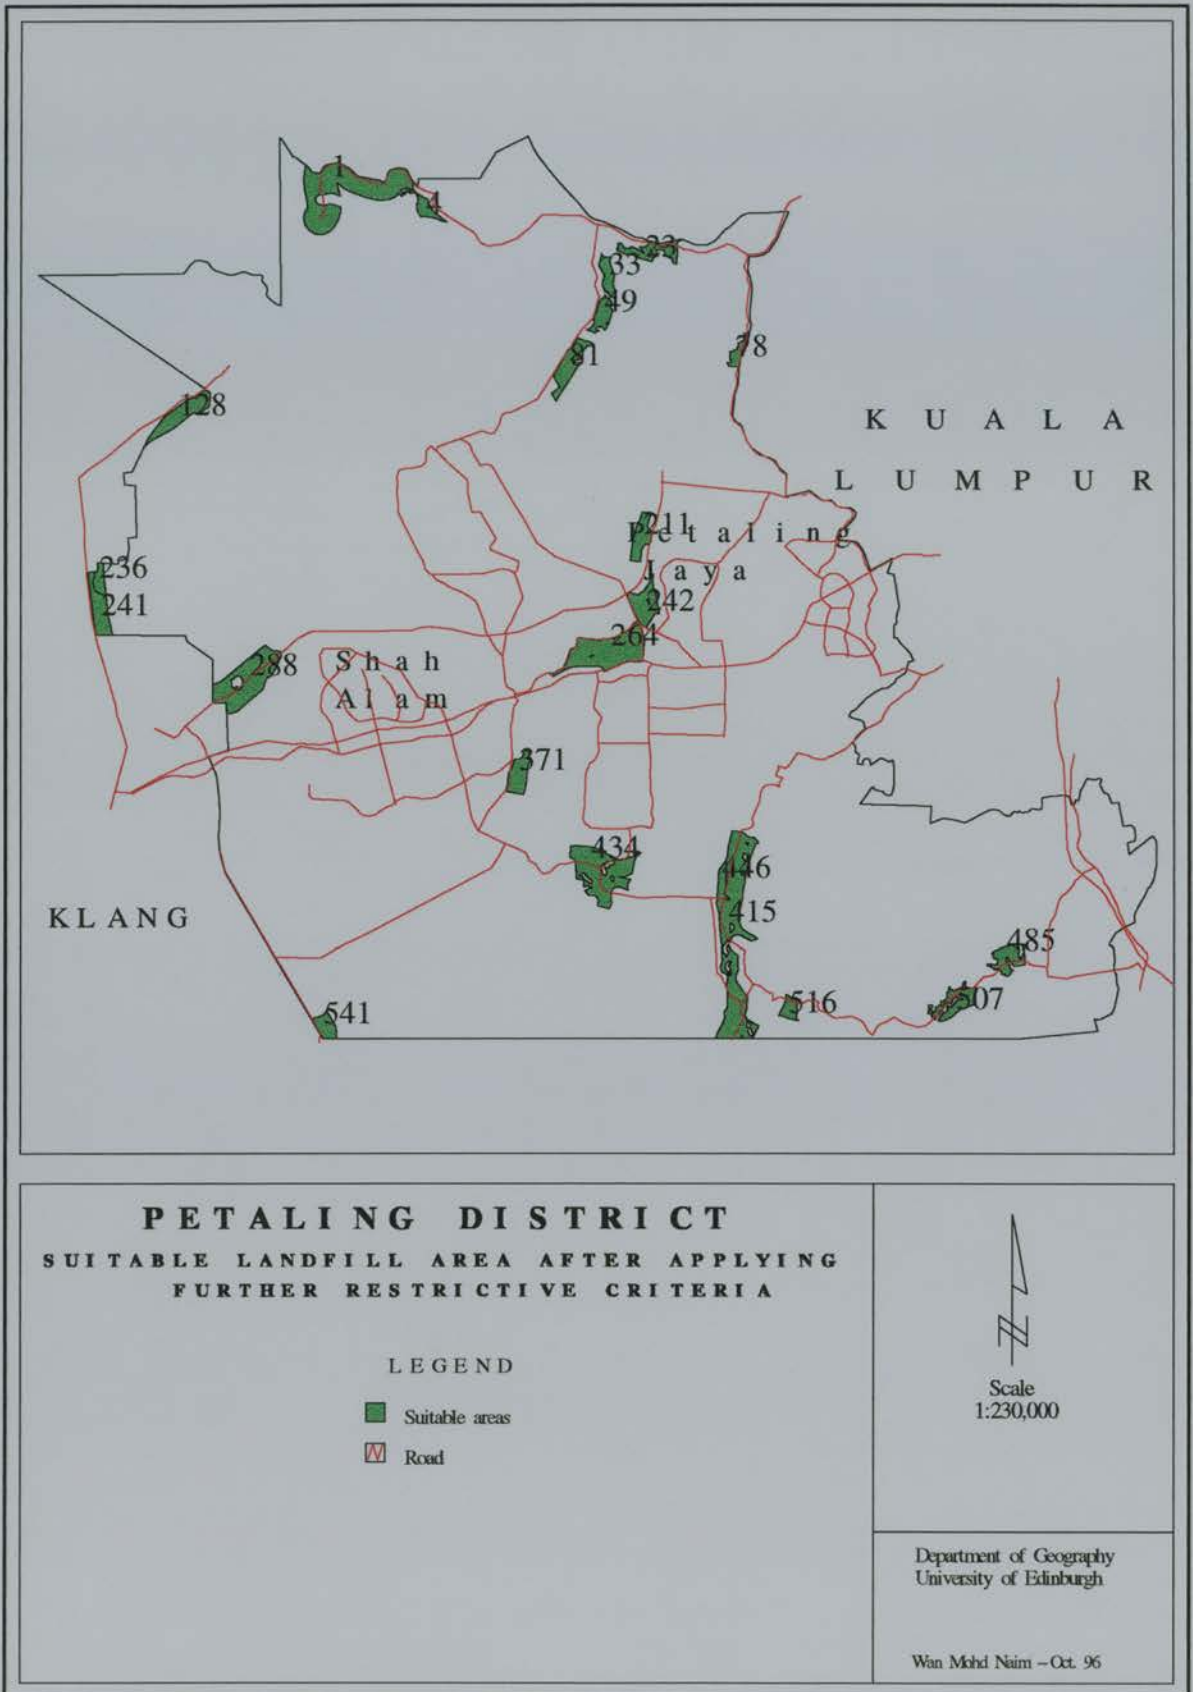 1
4
23
33
49
78
81
128
KUALA
LUMPUR
211
Petaling
Jaya
236
241
242
264
288
Shah
Alam
371
434
446
415
KLANG
485
507
516
541
PETALING DISTRICT
SUITABLE LANDFILL AREA AFTER APPLYING
FURTHER RESTRICTIVE CRITERIA
LEGEND
Suitable areas
Road
N
Scale
1:230,000
Department of Geography
University of Edinburgh
Wan Mohd Naim – Oct. 96